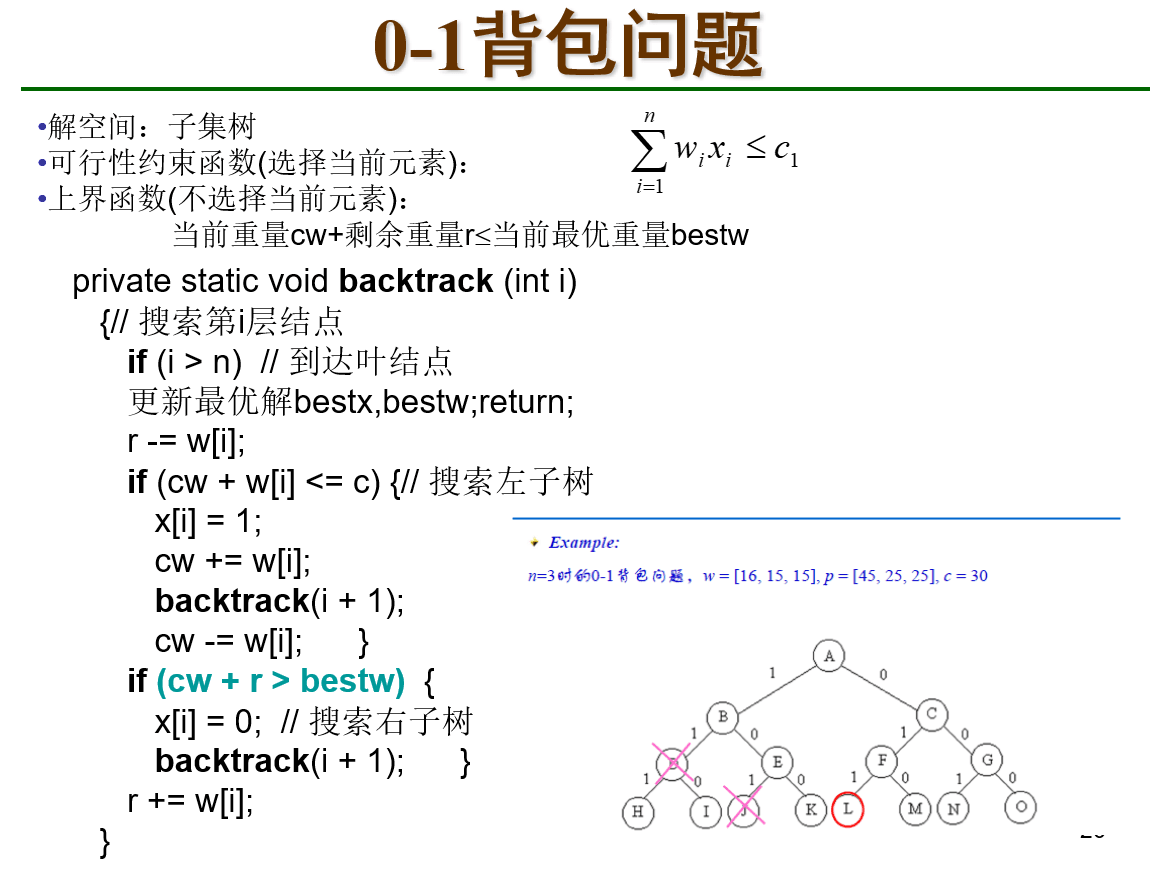 0-1背包问题
•解空间：子集树
•可行性约束函数(选择当前元素)：
n
∑ wᵢxᵢ ≤ c₁
i=1
•上界函数(不选择当前元素)：
当前重量cw+剩余重量r≤当前最优重量bestw
private static void backtrack (int i)
{// 搜索第i层结点
if (i > n) // 到达叶结点
更新最优解bestx,bestw;return;
r -= w[i];
if (cw + w[i] <= c) {// 搜索左子树
x[i] = 1;
cw += w[i];
backtrack(i + 1);
cw -= w[i]; }
if (cw + r > bestw) {
x[i] = 0; // 搜索右子树
backtrack(i + 1); }
r += w[i];
}
Example:
n=3时的0-1背包问题，w = [16, 15, 15], p = [45, 25, 25], c = 30
A
1 0
B C
1 0 1 0
D E F G
1 0 1 0 1 0 1 0
H I J K L M N O